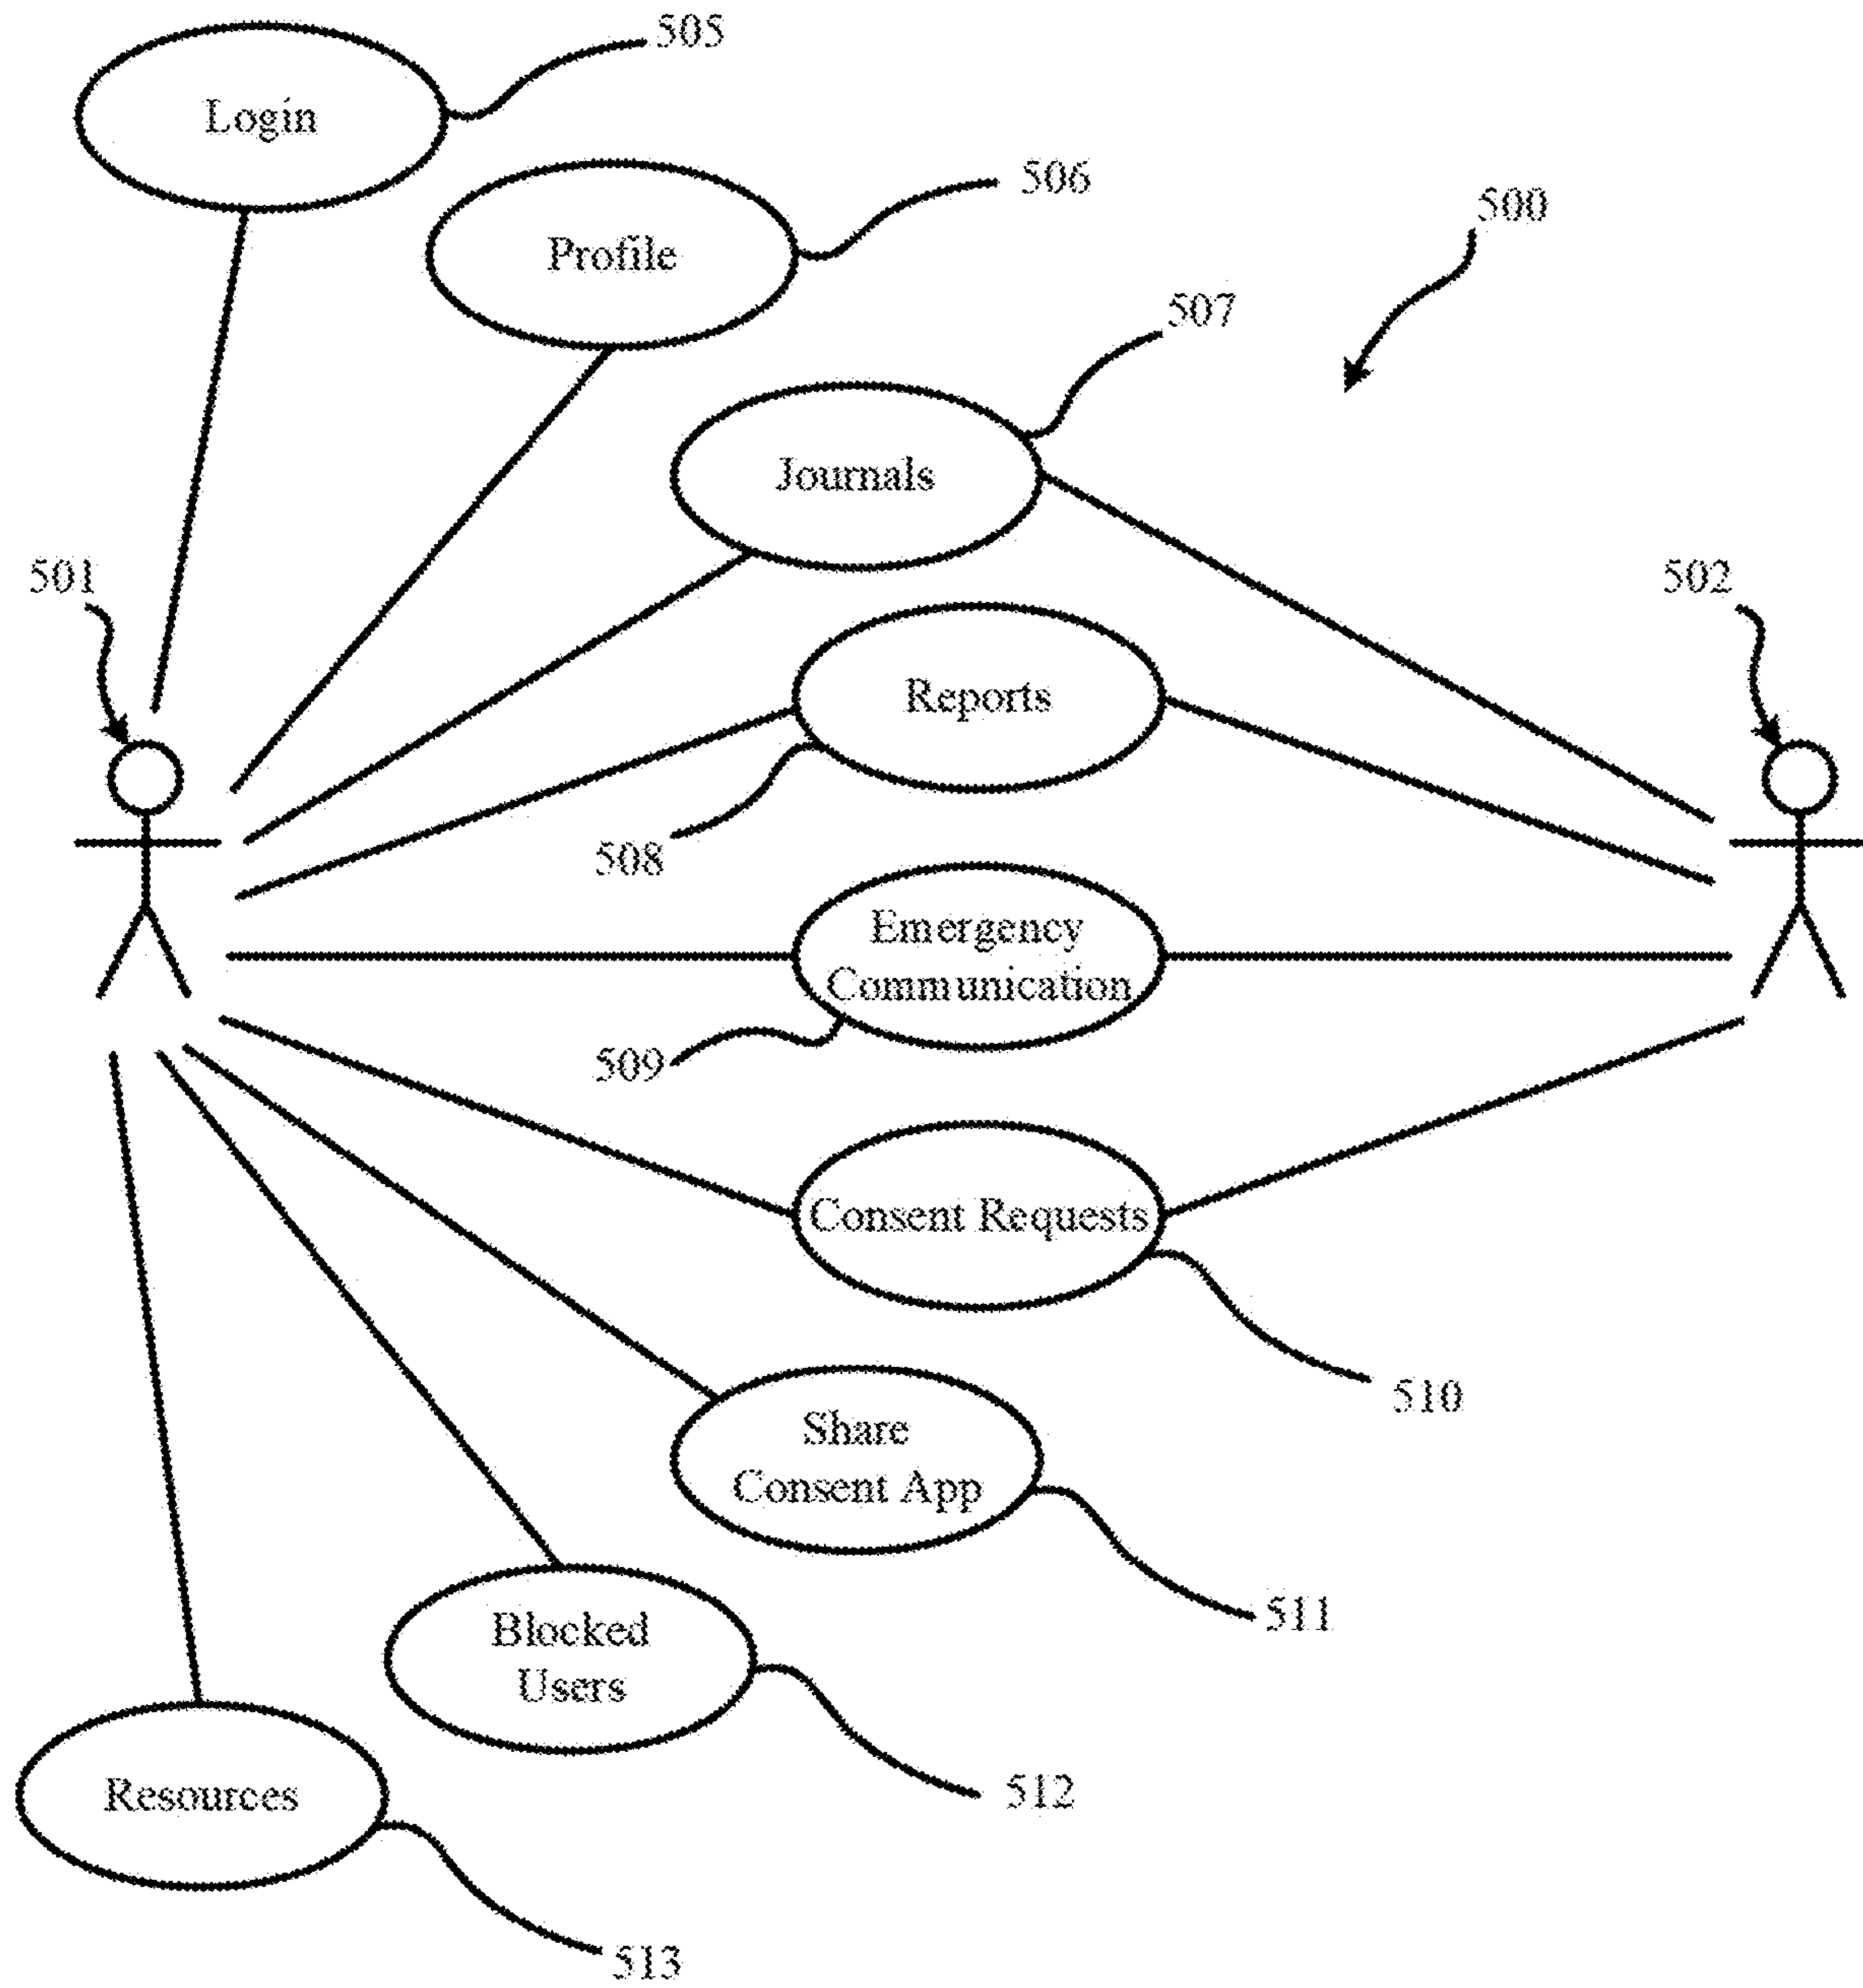 505
Login
506
Profile
500
507
Journals
501
502
Reports
508
Emergency
Communication
509
Consent Requests
510
Share
Consent App
511
Blocked
Users
512
Resources
513